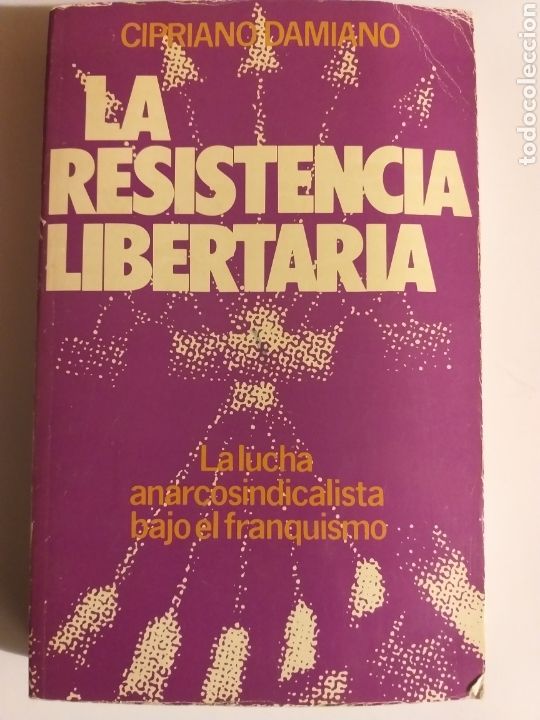 CIPRIANO DAMIANO
LA
RESISTENCIA
LIBERTARIA
La lucha
anarcosindicalista
bajo el franquismo
todocoleccion